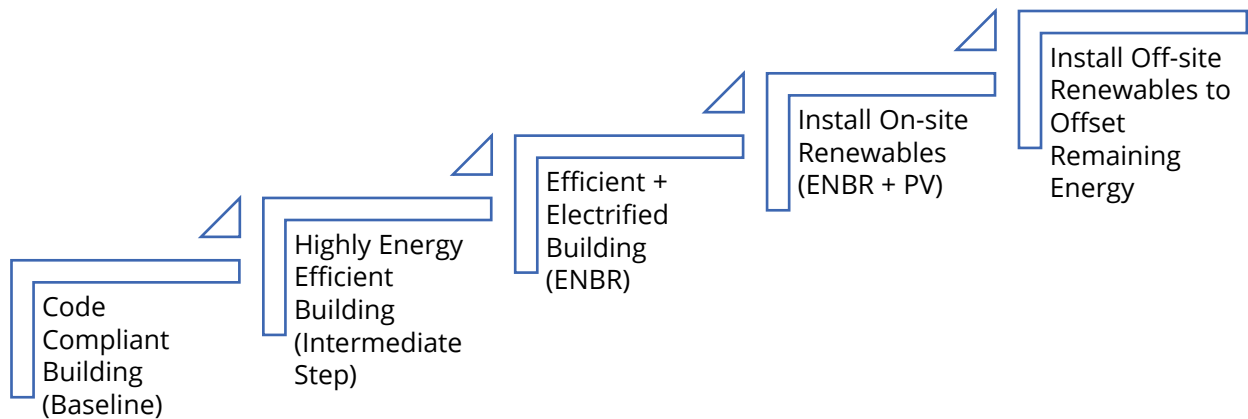 Code
Compliant
Building
(Baseline)
Highly Energy
Efficient
Building
(Intermediate
Step)
Efficient +
Electrified
Building
(ENBR)
Install On-site
Renewables
(ENBR + PV)
Install Off-site
Renewables to
Offset
Remaining
Energy